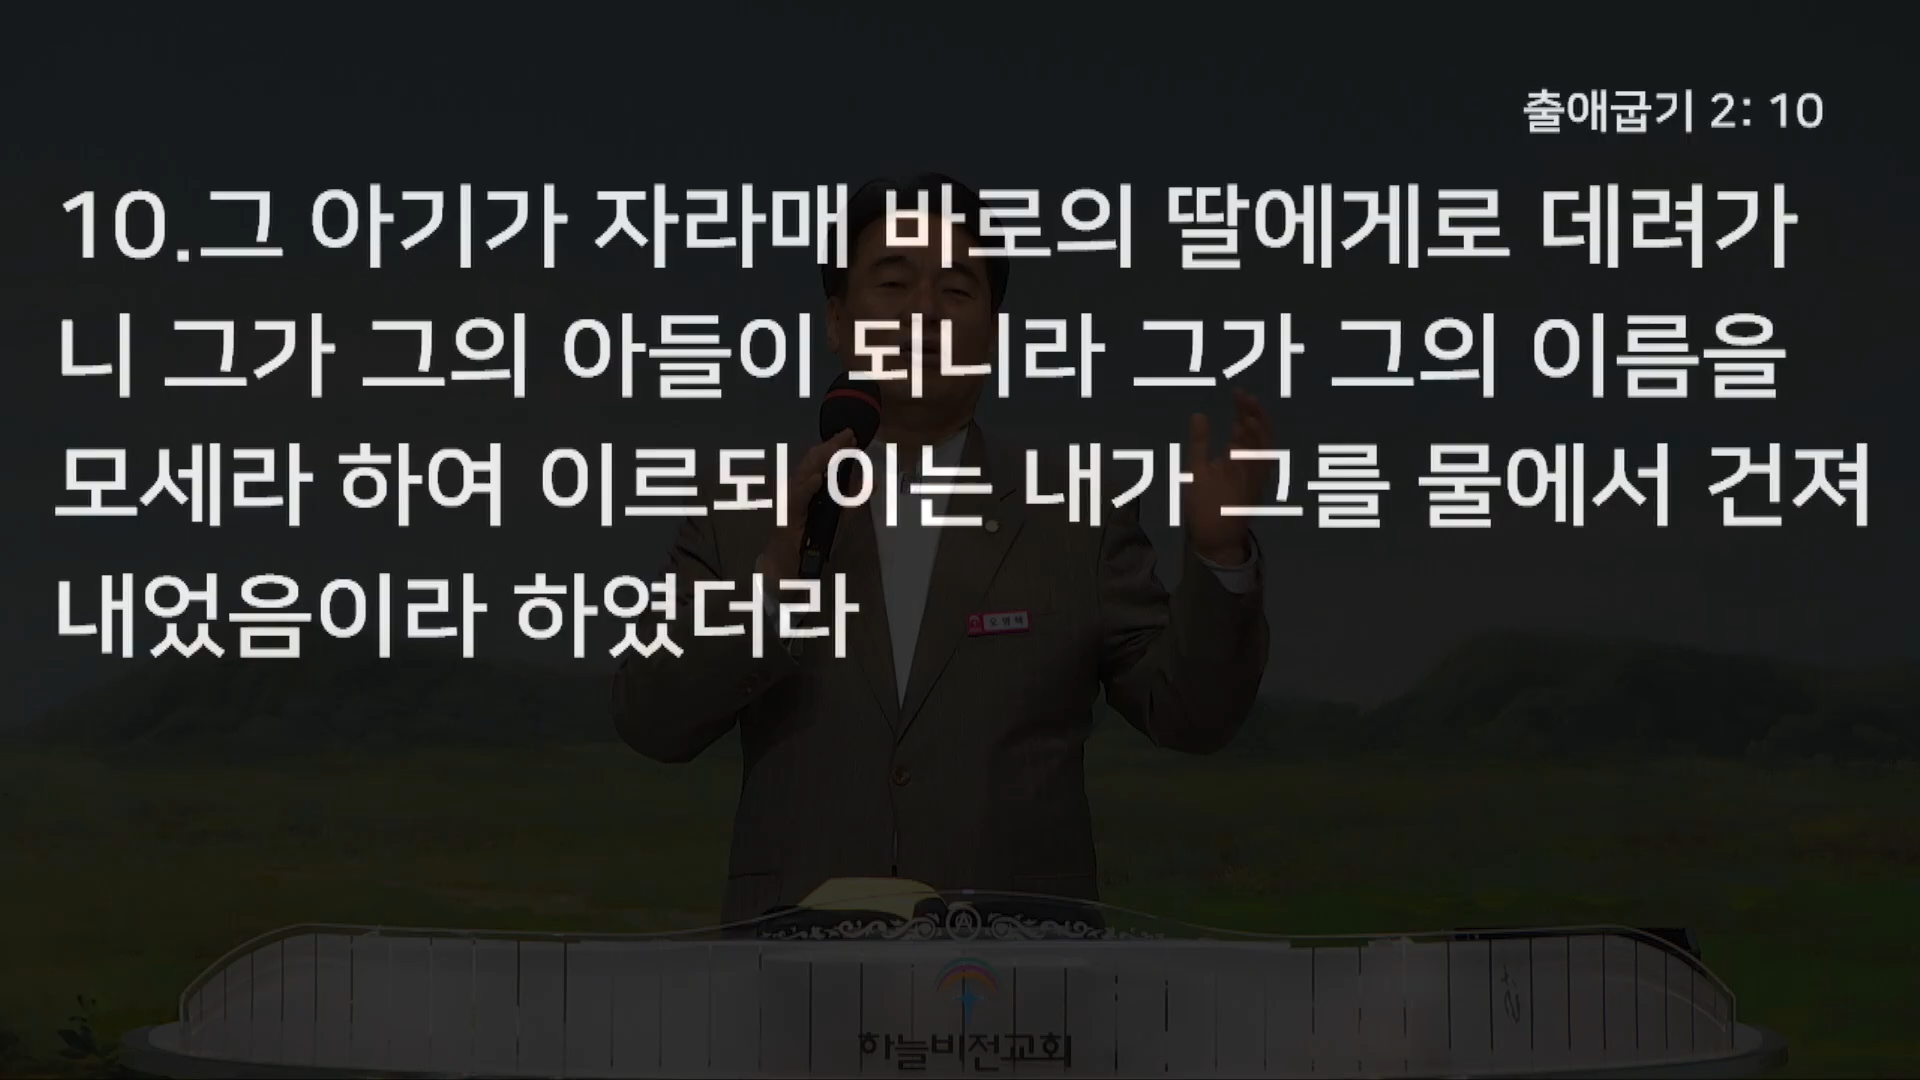 출애굽기 2: 10
10.그 아기가 자라매 바로의 딸에게로 데려가
니 그가 그의 아들이 되니라 그가 그의 이름을
모세라 하여 이르되 이는 내가 그를 물에서 건져
내었음이라 하였더라
하늘비전교회